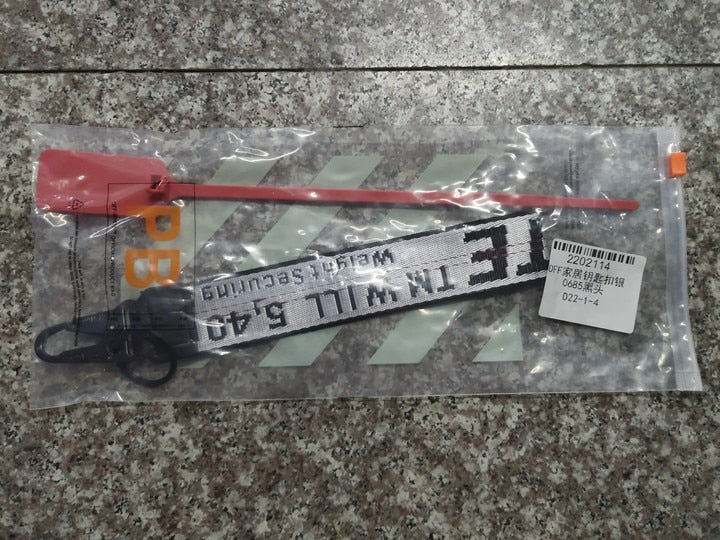 PB
TE
TM WILL 5,40
Weight Securing
2202114
OFF家居钥匙扣银
0685黑头
D22-1-4